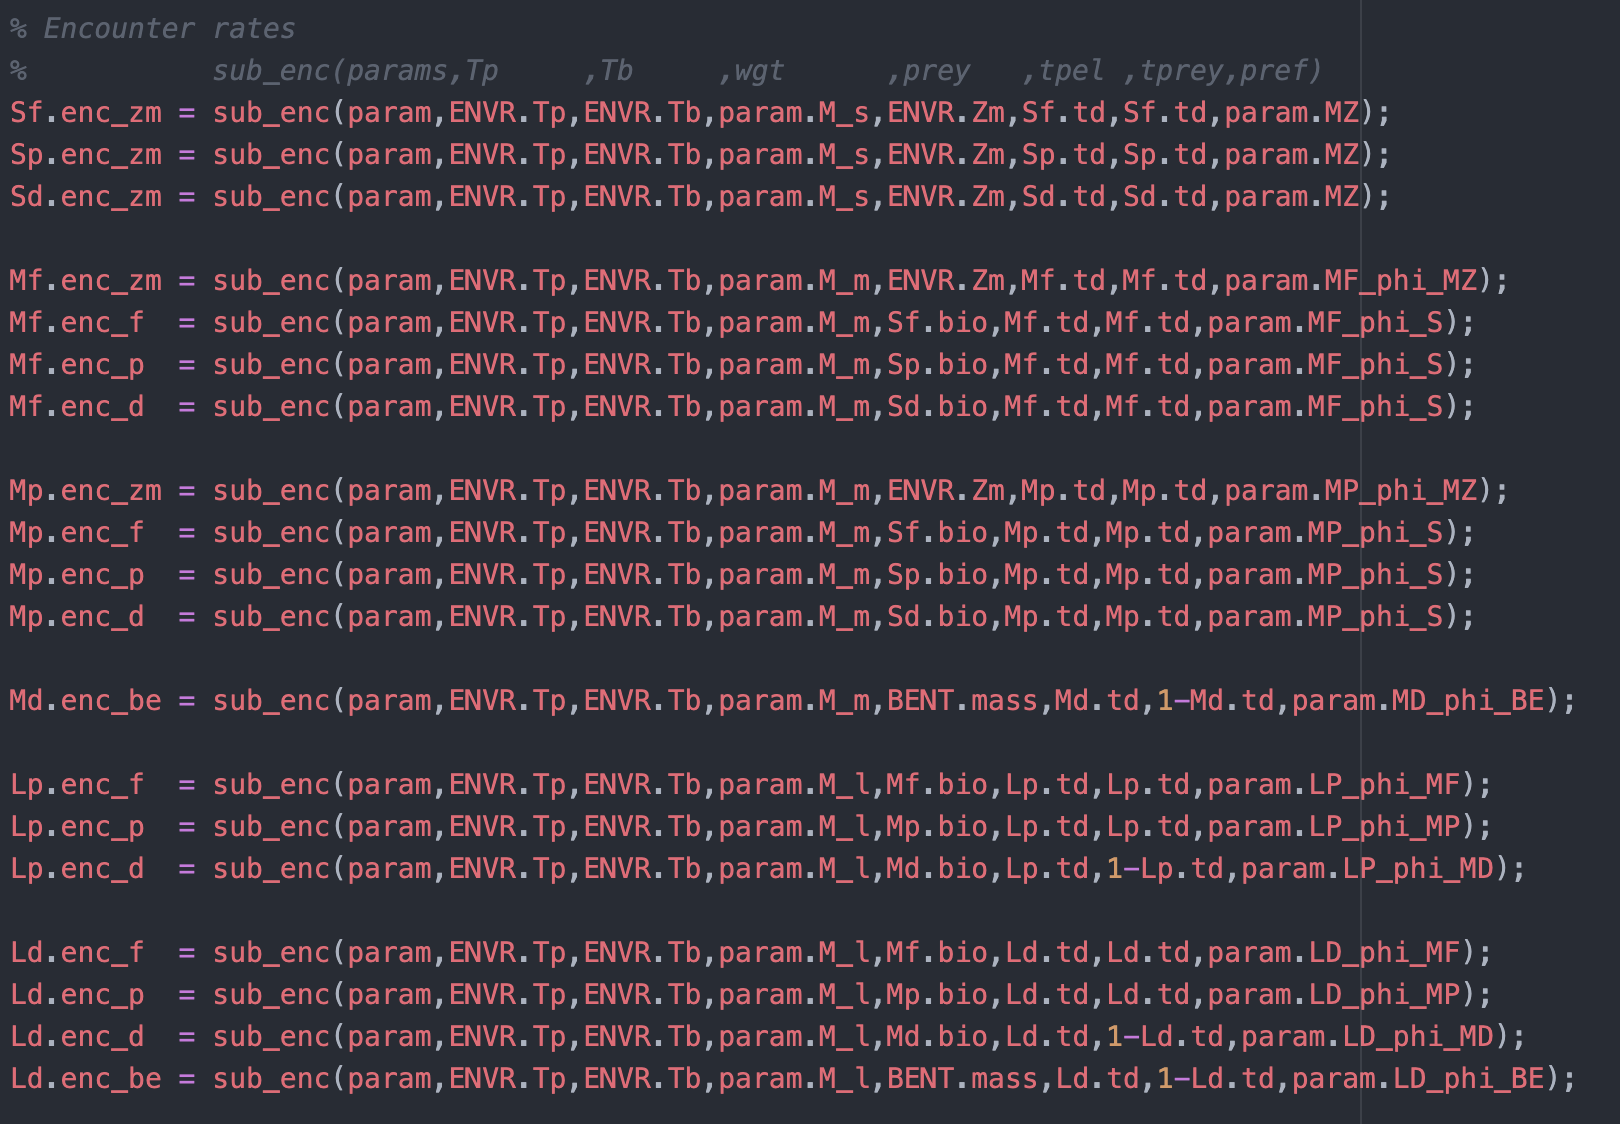 % Encounter rates
%           sub_enc(params,Tp     ,Tb     ,wgt      ,prey   ,tpel ,tprey,pref)
Sf.enc_zm = sub_enc(param,ENVR.Tp,ENVR.Tb,param.M_s,ENVR.Zm,Sf.td,Sf.td,param.MZ);
Sp.enc_zm = sub_enc(param,ENVR.Tp,ENVR.Tb,param.M_s,ENVR.Zm,Sp.td,Sp.td,param.MZ);
Sd.enc_zm = sub_enc(param,ENVR.Tp,ENVR.Tb,param.M_s,ENVR.Zm,Sd.td,Sd.td,param.MZ);

Mf.enc_zm = sub_enc(param,ENVR.Tp,ENVR.Tb,param.M_m,ENVR.Zm,Mf.td,Mf.td,param.MF_phi_MZ);
Mf.enc_f  = sub_enc(param,ENVR.Tp,ENVR.Tb,param.M_m,Sf.bio,Mf.td,Mf.td,param.MF_phi_S);
Mf.enc_p  = sub_enc(param,ENVR.Tp,ENVR.Tb,param.M_m,Sp.bio,Mf.td,Mf.td,param.MF_phi_S);
Mf.enc_d  = sub_enc(param,ENVR.Tp,ENVR.Tb,param.M_m,Sd.bio,Mf.td,Mf.td,param.MF_phi_S);

Mp.enc_zm = sub_enc(param,ENVR.Tp,ENVR.Tb,param.M_m,ENVR.Zm,Mp.td,Mp.td,param.MP_phi_MZ);
Mp.enc_f  = sub_enc(param,ENVR.Tp,ENVR.Tb,param.M_m,Sf.bio,Mp.td,Mp.td,param.MP_phi_S);
Mp.enc_p  = sub_enc(param,ENVR.Tp,ENVR.Tb,param.M_m,Sp.bio,Mp.td,Mp.td,param.MP_phi_S);
Mp.enc_d  = sub_enc(param,ENVR.Tp,ENVR.Tb,param.M_m,Sd.bio,Mp.td,Mp.td,param.MP_phi_S);

Md.enc_be = sub_enc(param,ENVR.Tp,ENVR.Tb,param.M_m,BENT.mass,Md.td,1-Md.td,param.MD_phi_BE);

Lp.enc_f  = sub_enc(param,ENVR.Tp,ENVR.Tb,param.M_l,Mf.bio,Lp.td,Lp.td,param.LP_phi_MF);
Lp.enc_p  = sub_enc(param,ENVR.Tp,ENVR.Tb,param.M_l,Mp.bio,Lp.td,Lp.td,param.LP_phi_MP);
Lp.enc_d  = sub_enc(param,ENVR.Tp,ENVR.Tb,param.M_l,Md.bio,Lp.td,1-Lp.td,param.LP_phi_MD);

Ld.enc_f  = sub_enc(param,ENVR.Tp,ENVR.Tb,param.M_l,Mf.bio,Ld.td,Ld.td,param.LD_phi_MF);
Ld.enc_p  = sub_enc(param,ENVR.Tp,ENVR.Tb,param.M_l,Mp.bio,Ld.td,Ld.td,param.LD_phi_MP);
Ld.enc_d  = sub_enc(param,ENVR.Tp,ENVR.Tb,param.M_l,Md.bio,Ld.td,1-Ld.td,param.LD_phi_MD);
Ld.enc_be = sub_enc(param,ENVR.Tp,ENVR.Tb,param.M_l,BENT.mass,Ld.td,1-Ld.td,param.LD_phi_BE);